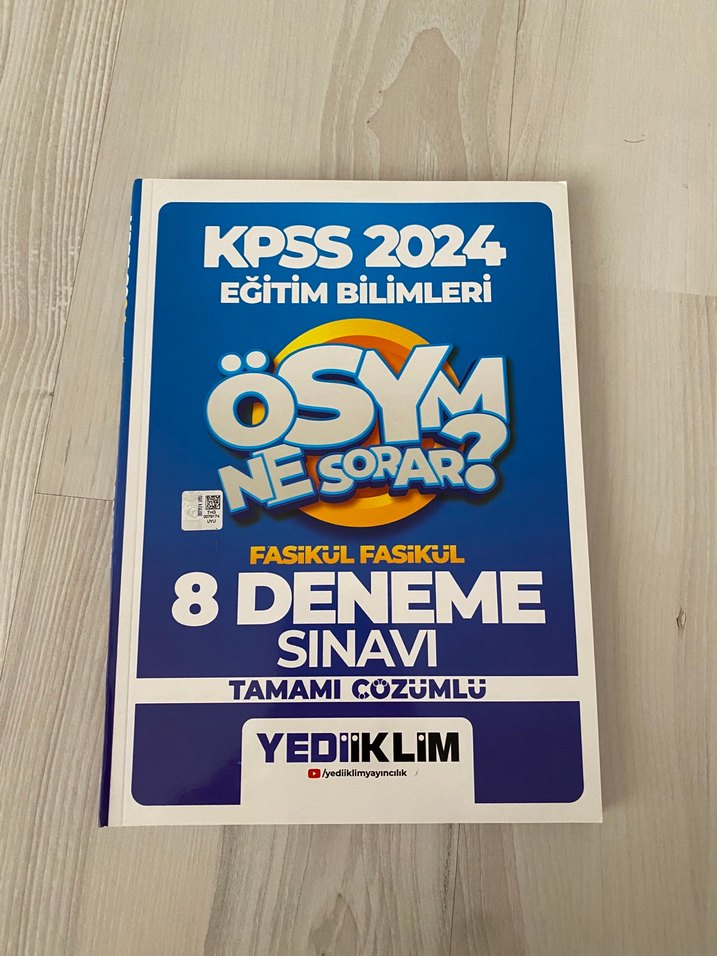 KPSS 2024
EĞİTİM BİLİMLERİ
ÖSYM
NE SORAR?
FASİKÜL FASİKÜL
8 DENEME
SINAVI
TAMAMI ÇÖZÜMLÜ
YEDİİKLİM
/yediiklimyayıncılık